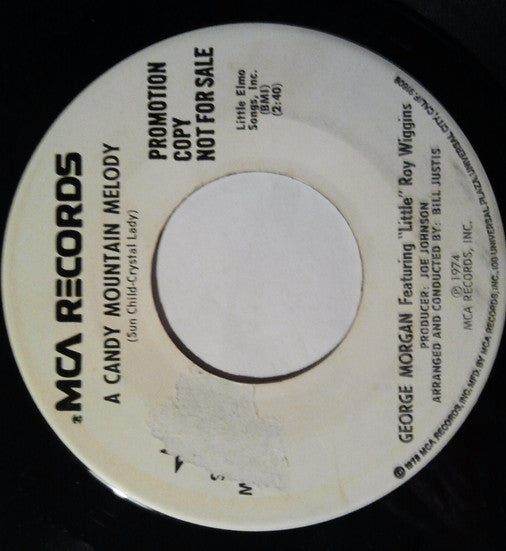 MCA RECORDS
A CANDY MOUNTAIN MELODY
(Sun Child-Crystal Lady)
PROMOTION
COPY
NOT FOR SALE
Little Elmo
Songs, Inc.
(BMI)
(2:40)
GEORGE MORGAN Featuring "Little" Roy Wiggins
PRODUCER: JOE JOHNSON
ARRANGED AND CONDUCTED BY: BILL JUSTIS
℗ 1974
MCA RECORDS, INC.
MCA RECORDS, INC. MFD. BY MCA RECORDS, INC., 100 UNIVERSAL PLAZA, UNIVERSAL CITY, CALIF. 91608